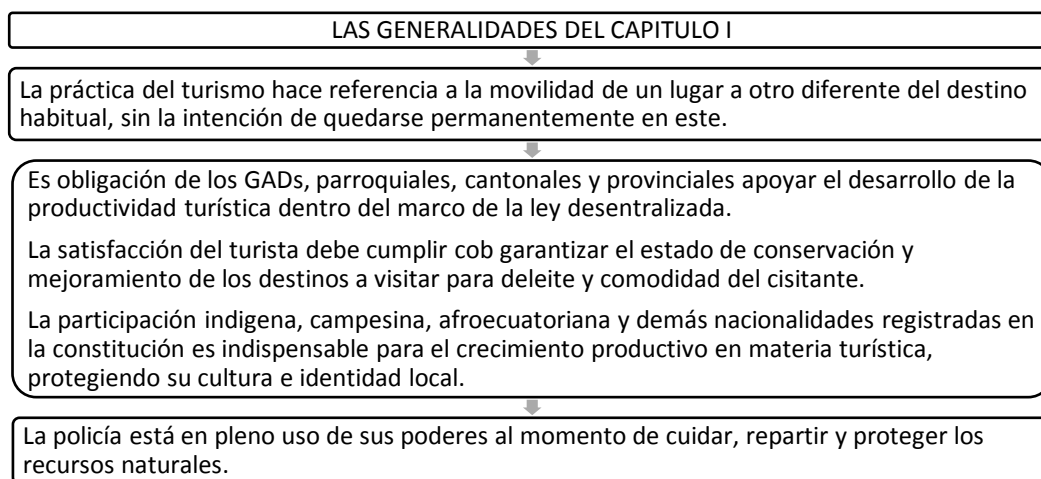 LAS GENERALIDADES DEL CAPITULO I
La práctica del turismo hace referencia a la movilidad de un lugar a otro diferente del destino
habitual, sin la intención de quedarse permanentemente en este.
Es obligación de los GADs, parroquiales, cantonales y provinciales apoyar el desarrollo de la
productividad turística dentro del marco de la ley desentralizada.
La satisfacción del turista debe cumplir cob garantizar el estado de conservación y
mejoramiento de los destinos a visitar para deleite y comodidad del cisitante.
La participación indigena, campesina, afroecuatoriana y demás nacionalidades registradas en
la constitución es indispensable para el crecimiento productivo en materia turística,
protegiendo su cultura e identidad local.
La policía está en pleno uso de sus poderes al momento de cuidar, repartir y proteger los
recursos naturales.